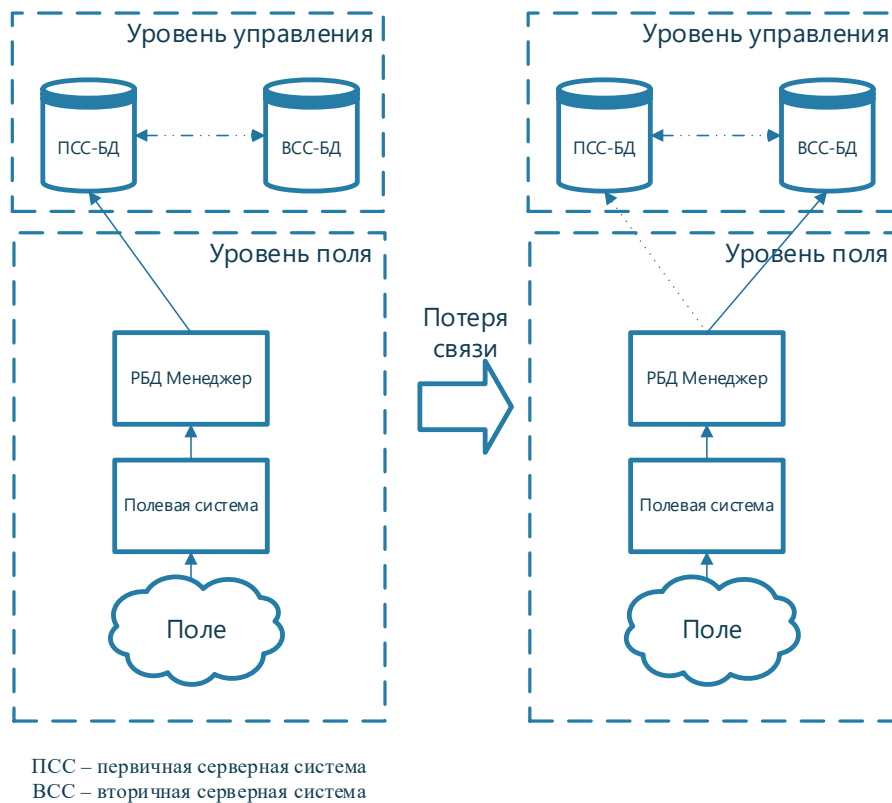 Уровень управления
ПСС-БД
ВСС-БД
Уровень поля
РБД Менеджер
Полевая система
Поле
Потеря
связи
Уровень управления
ПСС-БД
ВСС-БД
Уровень поля
РБД Менеджер
Полевая система
Поле
ПСС – первичная серверная система
ВСС – вторичная серверная система